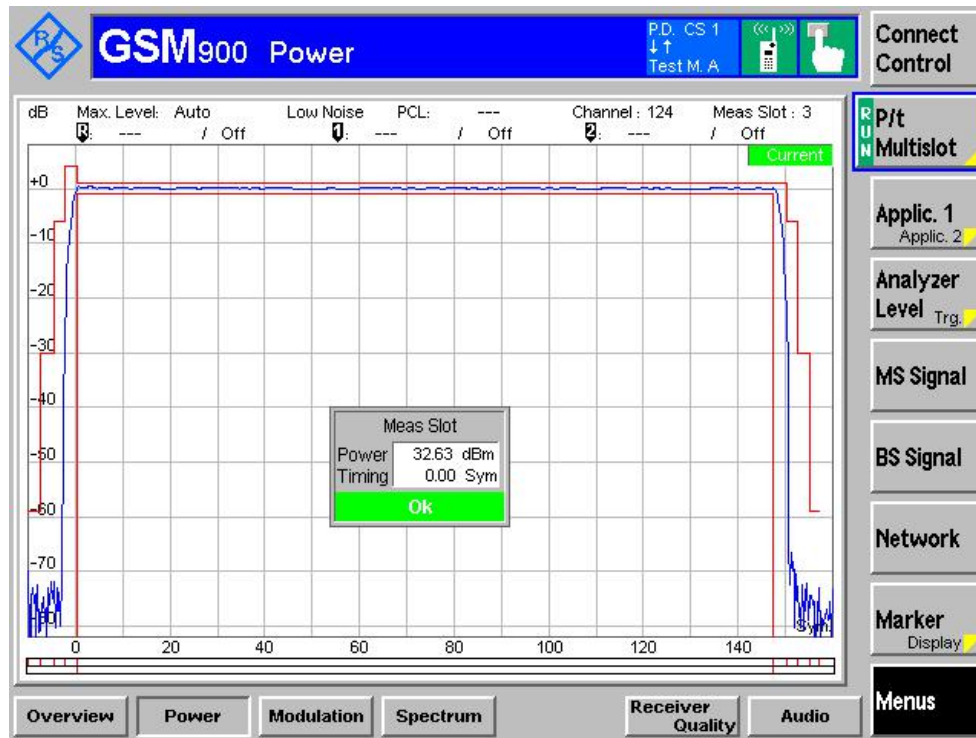 R&S
GSM900 Power
P.D. CS 1
↓↑
Test M. A
Connect Control
dB Max. Level: Auto Low Noise PCL: --- Channel : 124 Meas Slot : 3
R: --- / Off 1: --- / Off 2: --- / Off
Current
RUN
P/t Multislot
Applic. 1
Applic. 2
Analyzer Level
Trg.
MS Signal
BS Signal
Network
Marker
Display
Menus
+0
-10
-20
-30
-40
-50
-60
-70
Meas Slot
Power 32.63 dBm
Timing 0.00 Sym
Ok
0 20 40 60 80 100 120 140
Overview Power Modulation Spectrum Receiver Quality Audio